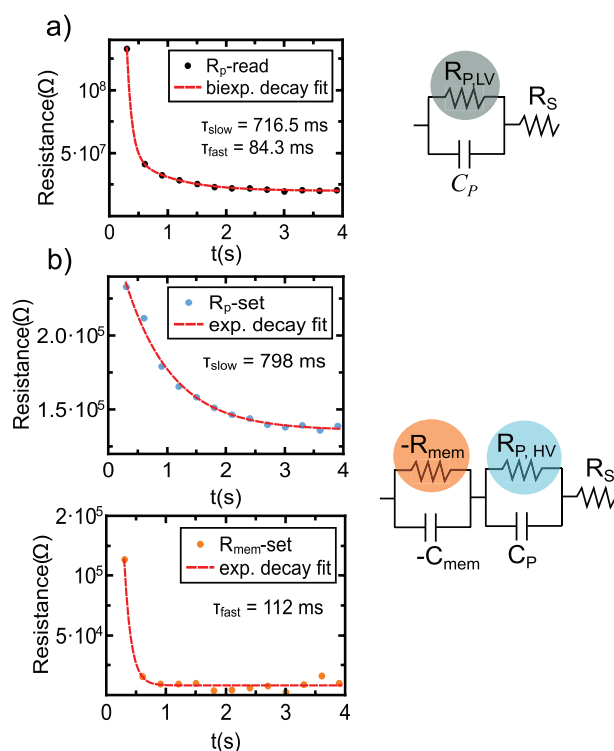 a)
Resistance(Ω)
10⁸
5·10⁷
R_p-read
biexp. decay fit
τ_slow = 716.5 ms
τ_fast = 84.3 ms
0 1 2 3 4
t(s)
R_P,LV
C_P
R_S
b)
Resistance(Ω)
2.0·10⁵
1.5·10⁵
R_p-set
exp. decay fit
τ_slow = 798 ms
0 1 2 3 4
t(s)
Resistance(Ω)
2·10⁵
10⁵
5·10⁴
R_mem-set
exp. decay fit
τ_fast = 112 ms
0 1 2 3 4
t(s)
-R_mem
R_P, HV
R_S
-C_mem
C_P